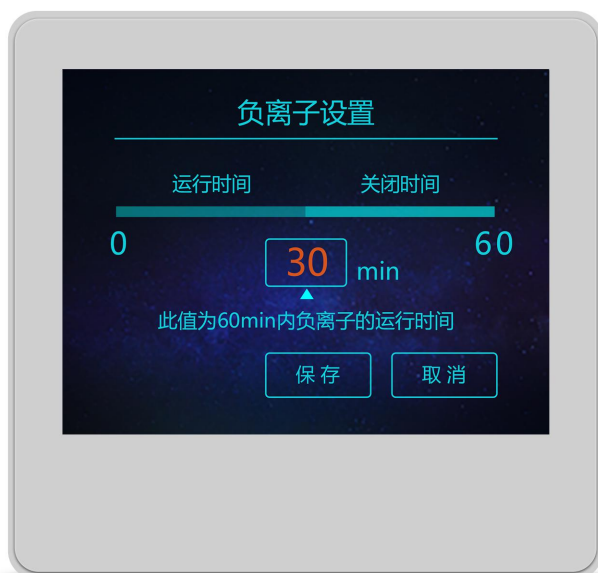 负离子设置
运行时间 关闭时间
0 60
30 min
此值为60min内负离子的运行时间
保存 取消